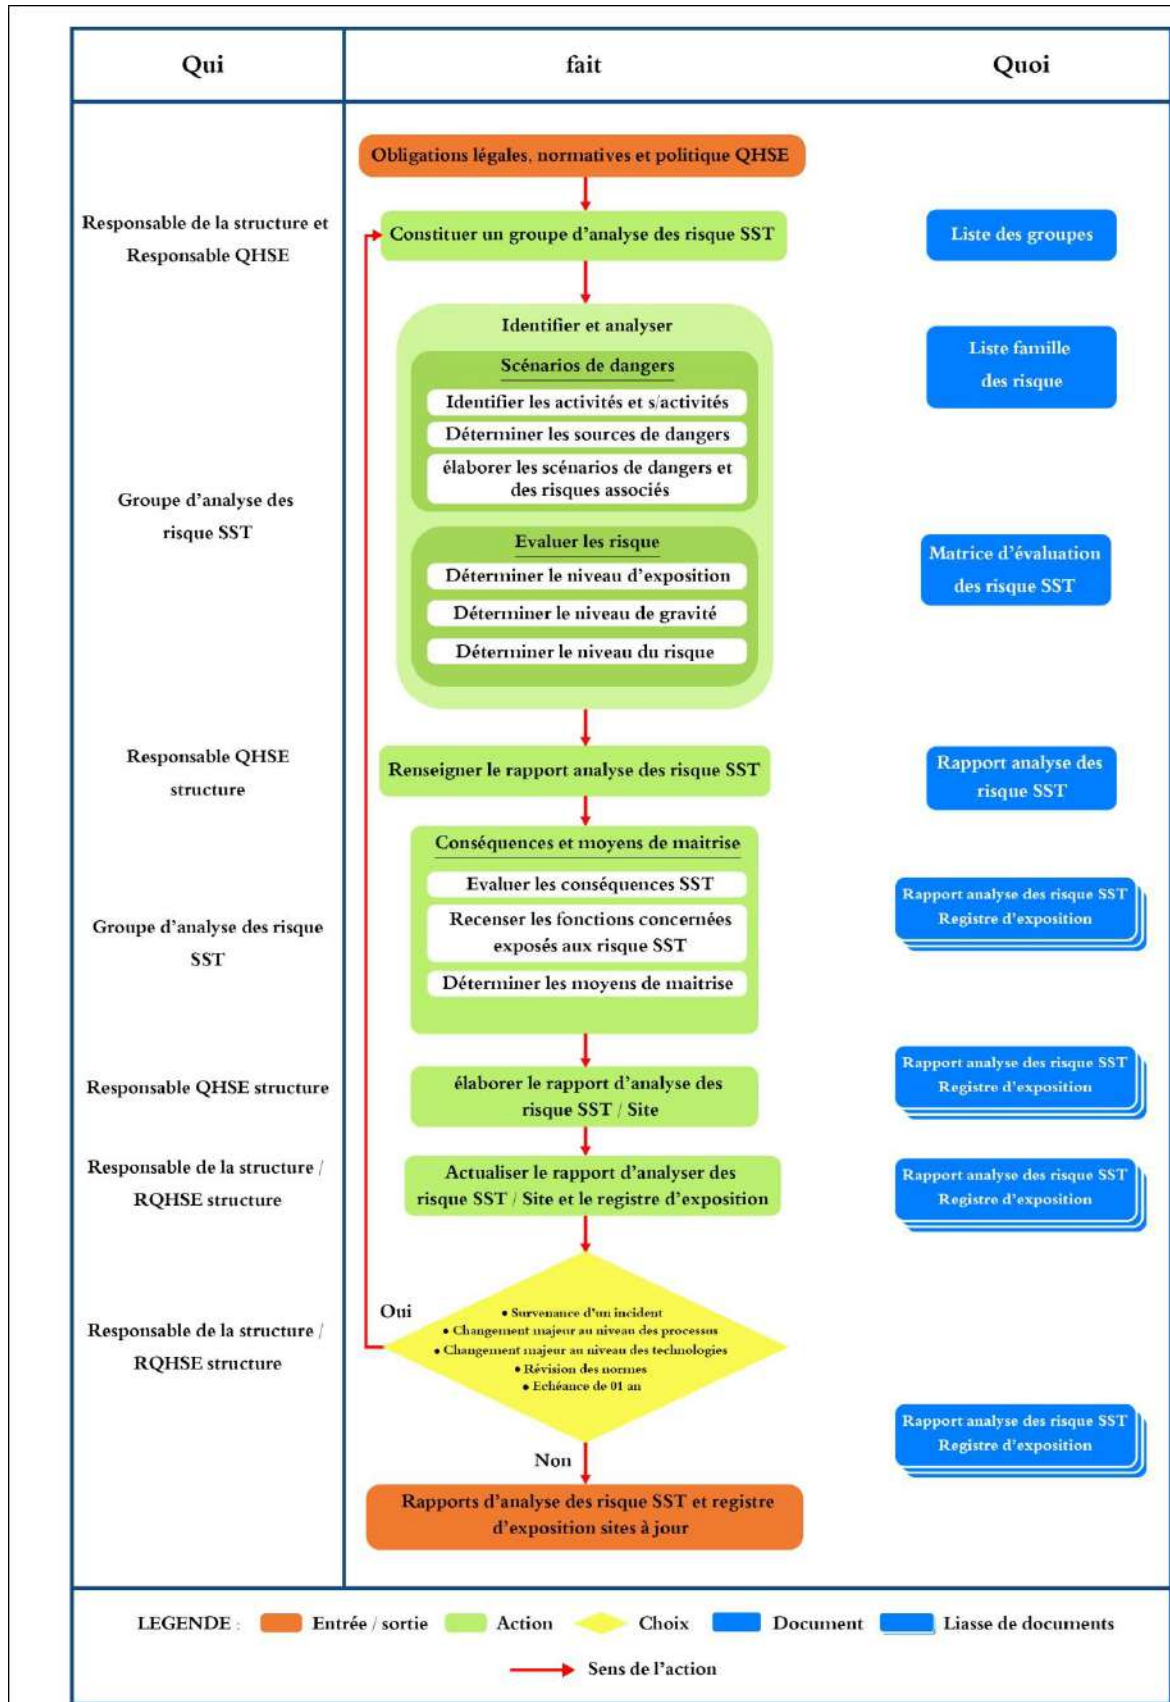 Qui
fait
Quoi
Obligations légales, normatives et politique QHSE
Responsable de la structure et
Responsable QHSE
Constituer un groupe d'analyse des risque SST
Liste des groupes
Identifier et analyser
Scénarios de dangers
Identifier les activités et s/activités
Déterminer les sources de dangers
élaborer les scénarios de dangers et
des risques associés
Liste famille
des risque
Groupe d'analyse des
risque SST
Evaluer les risque
Déterminer le niveau d'exposition
Déterminer le niveau de gravité
Déterminer le niveau du risque
Matrice d'évaluation
des risque SST
Responsable QHSE
structure
Renseigner le rapport analyse des risque SST
Rapport analyse des
risque SST
Groupe d'analyse des risque
SST
Conséquences et moyens de maitrise
Evaluer les conséquences SST
Recenser les fonctions concernées
exposés aux risque SST
Déterminer les moyens de maitrise
Rapport analyse des risque SST
Registre d'exposition
Responsable QHSE structure
élaborer le rapport d'analyse des
risque SST / Site
Rapport analyse des risque SST
Registre d'exposition
Responsable de la structure /
RQHSE structure
Actualiser le rapport d'analyser des
risque SST / Site et le registre d'exposition
Rapport analyse des risque SST
Registre d'exposition
Responsable de la structure /
RQHSE structure
Oui
• Survenance d'un incident
• Changement majeur au niveau des processus
• Changement majeur au niveau des technologies
• Révision des normes
• Echéance de 01 an
Non
Rapport analyse des risque SST
Registre d'exposition
Rapports d'analyse des risque SST et registre
d'exposition sites à jour
LEGENDE :
Entrée / sortie
Action
Choix
Document
Liasse de documents
Sens de l'action